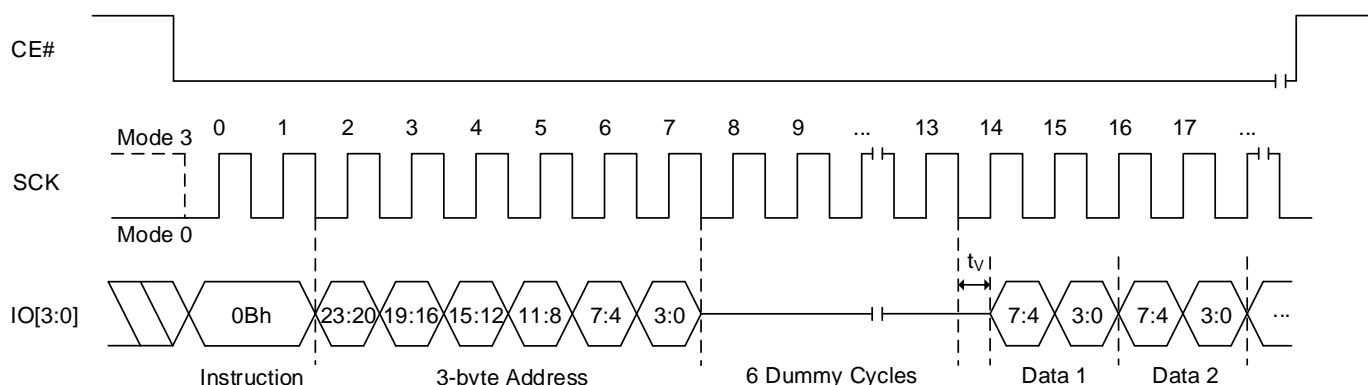 CE#
0 1 2 3 4 5 6 7 8 9 ... 13 14 15 16 17 ...
Mode 3
SCK
Mode 0
tV
IO[3:0] 0Bh 23:20 19:16 15:12 11:8 7:4 3:0 7:4 3:0 7:4 3:0 ...
Instruction 3-byte Address 6 Dummy Cycles Data 1 Data 2